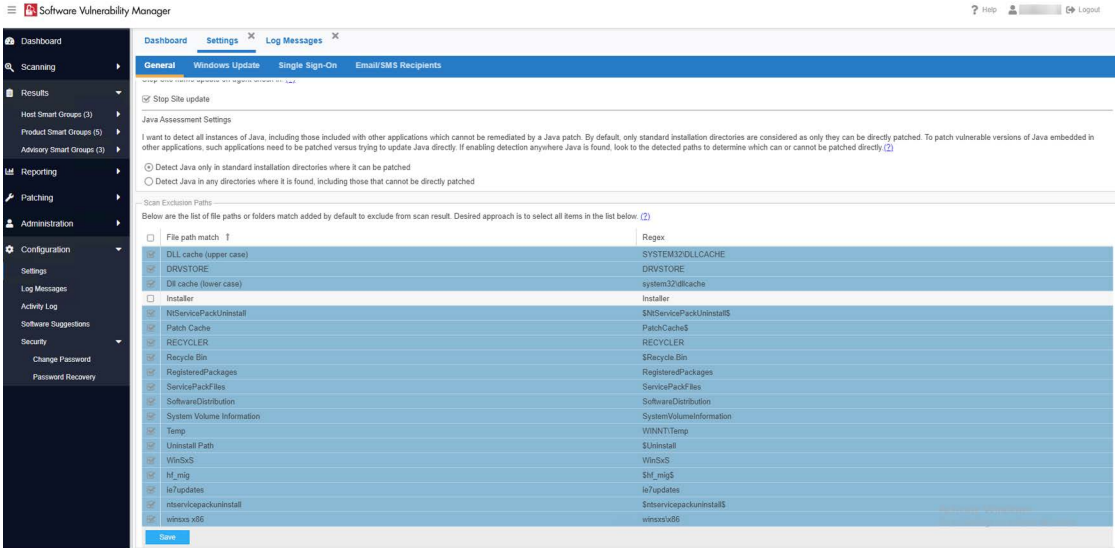 Software Vulnerability Manager
Help
Logout
Dashboard
Scanning
Results
Host Smart Groups (3)
Product Smart Groups (5)
Advisory Smart Groups (3)
Reporting
Patching
Administration
Configuration
Settings
Log Messages
Activity Log
Software Suggestions
Security
Change Password
Password Recovery
Dashboard Settings Log Messages
General Windows Update Single Sign-On Email/SMS Recipients
Stop Site update
Java Assessment Settings
I want to detect all instances of Java, including those included with other applications which cannot be remediated by a Java patch. By default, only standard installation directories are considered as only they can be directly patched. To patch vulnerable versions of Java embedded in
other applications, such applications need to be patched versus trying to update Java directly. If enabling detection anywhere Java is found, look to the detected paths to determine which can or cannot be patched directly.(?)
Detect Java only in standard installation directories where it can be patched
Detect Java in any directories where it is found, including those that cannot be directly patched
Scan Exclusion Paths
Below are the list of file paths or folders match added by default to exclude from scan result. Desired approach is to select all items in the list below. (?)
File path match Regex
DLL cache (upper case) SYSTEM32\DLLCACHE
DRVSTORE DRVSTORE
Dll cache (lower case) system32\dllcache
Installer Installer
NtServicePackUninstall $NtServicePackUninstall$
Patch Cache PatchCache$
RECYCLER RECYCLER
Recycle Bin $Recycle.Bin
RegisteredPackages RegisteredPackages
ServicePackFiles ServicePackFiles
SoftwareDistribution SoftwareDistribution
System Volume Information SystemVolumeInformation
Temp WINNT\Temp
Uninstall Path $Uninstall
WinSxS WinSxS
hf_mig $hf_mig$
ie7updates ie7updates
ntservicepackuninstall $ntservicepackuninstall$
winsxs x86 winsxs\x86
Save